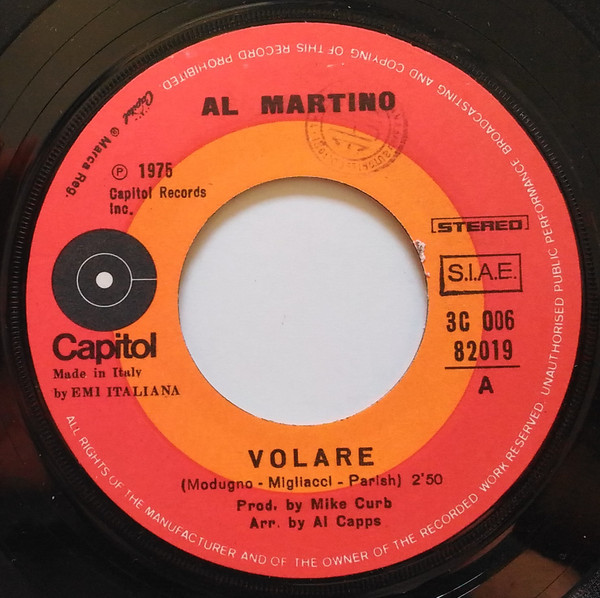 AL MARTINO
Ⓟ 1975
Capitol Records
Inc.
Capitol ® Marca Reg.
Capitol
Made in Italy
by EMI ITALIANA
STEREO
S.I.A.E.
3C 006
82019
A
VOLARE
(Modugno - Migliacci - Parish) 2'50
Prod. by Mike Curb
Arr. by Al Capps
ALL RIGHTS OF THE MANUFACTURER AND OF THE OWNER OF THE RECORDED WORK RESERVED. UNAUTHORISED PUBLIC PERFORMANCE BROADCASTING AND COPYING OF THIS RECORD PROHIBITED